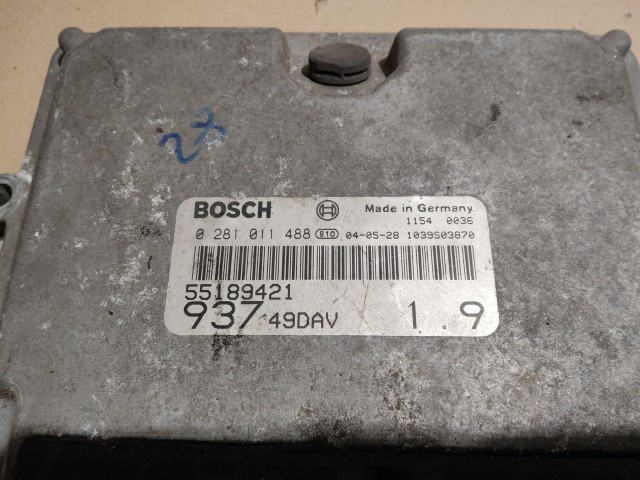 27
BOSCH Made in Germany
1154 0036
0 281 011 488 B10 04-05-28 1039S03870
55189421
937 49DAV 1.9